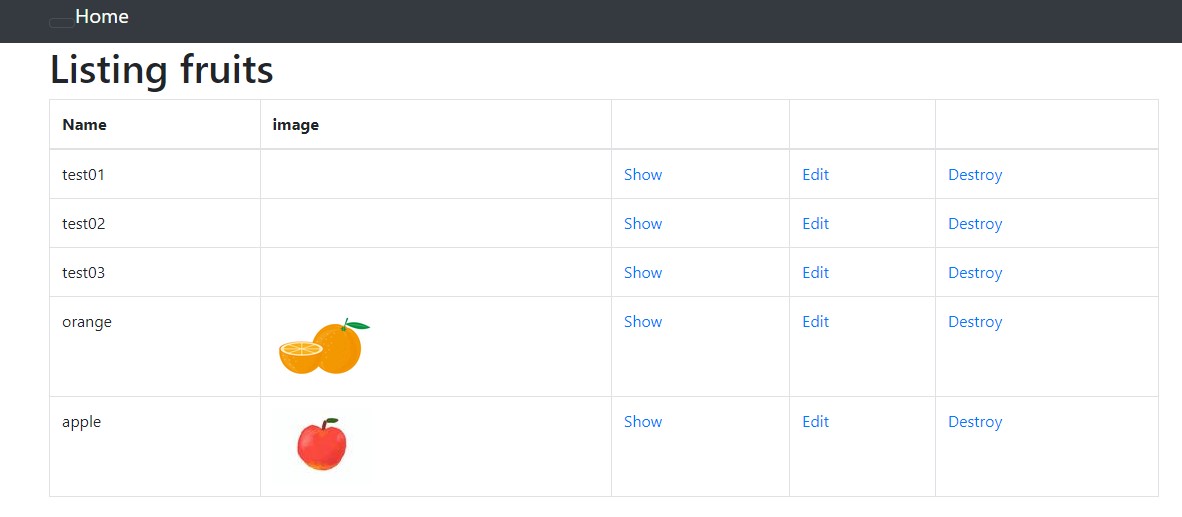 Home
Listing fruits
Name image
test01 Show Edit Destroy
test02 Show Edit Destroy
test03 Show Edit Destroy
orange Show Edit Destroy
apple Show Edit Destroy